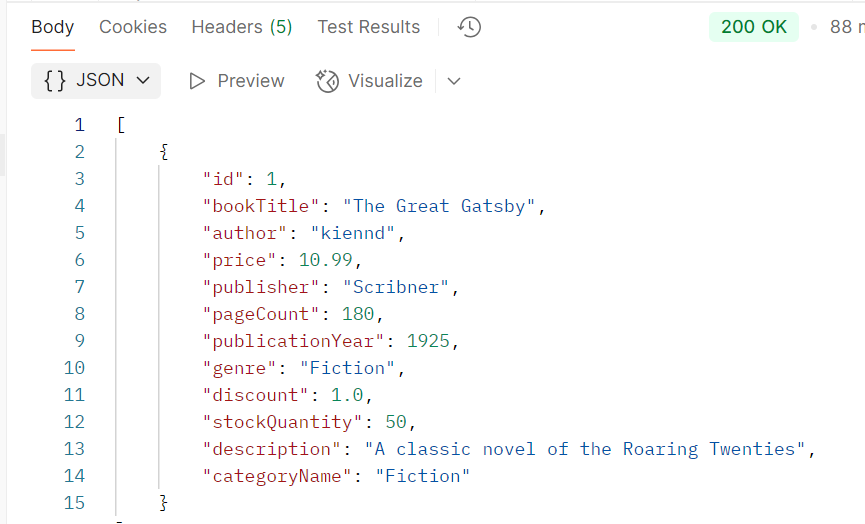 Body Cookies Headers (5) Test Results 200 OK 88
{} JSON Preview Visualize
1 [
2 {
3 "id": 1,
4 "bookTitle": "The Great Gatsby",
5 "author": "kiennd",
6 "price": 10.99,
7 "publisher": "Scribner",
8 "pageCount": 180,
9 "publicationYear": 1925,
10 "genre": "Fiction",
11 "discount": 1.0,
12 "stockQuantity": 50,
13 "description": "A classic novel of the Roaring Twenties",
14 "categoryName": "Fiction"
15 }